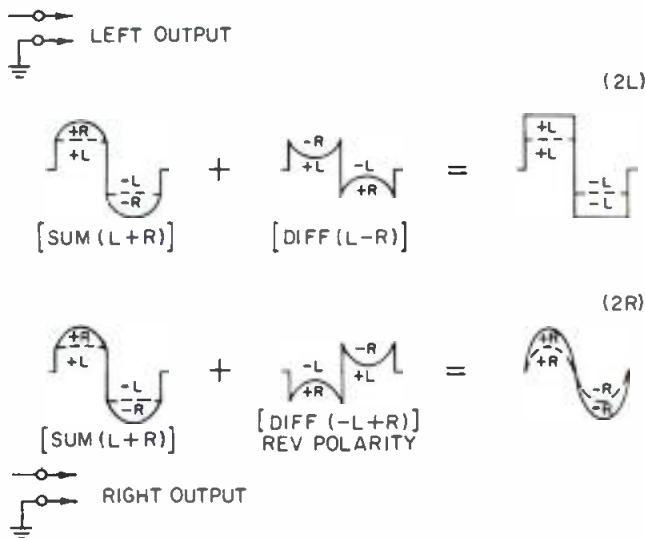 LEFT OUTPUT
(2L)
+R
+L
-L
-R
+
-R
+L
-L
+R
=
+L
+L
-L
-L
[SUM (L+R)]
[DIFF (L-R)]
(2R)
+R
+L
-L
-R
+
-L
+R
-R
+L
=
+R
+R
-R
-R
[SUM (L+R)]
[DIFF (-L+R)]
REV POLARITY
RIGHT OUTPUT